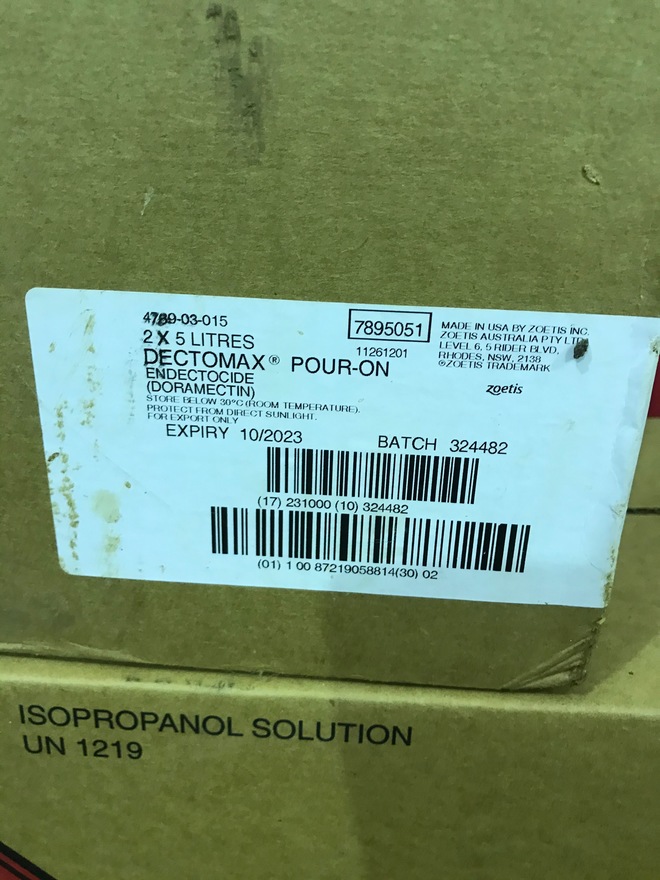 4789-03-015
2 X 5 LITRES
DECTOMAX® POUR-ON
ENDECTOCIDE
(DORAMECTIN)
STORE BELOW 30°C (ROOM TEMPERATURE).
PROTECT FROM DIRECT SUNLIGHT.
FOR EXPORT ONLY
EXPIRY 10/2023
BATCH 324482
7895051
11261201
MADE IN USA BY ZOETIS INC.
ZOETIS AUSTRALIA PTY LTD
LEVEL 6, 5 RIDER BLVD,
RHODES, NSW, 2138
®ZOETIS TRADEMARK
zoetis
(17) 231000 (10) 324482
(01) 1 00 87219058814(30) 02
ISOPROPANOL SOLUTION
UN 1219